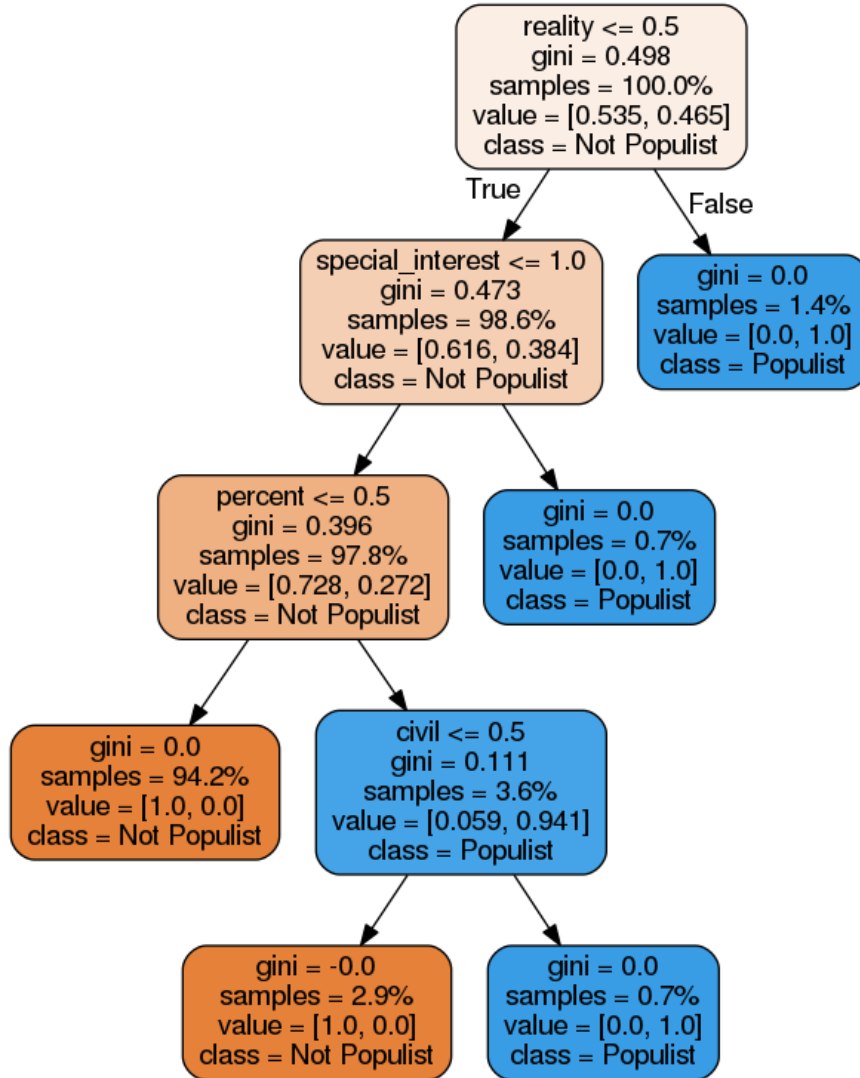 reality <= 0.5
gini = 0.498
samples = 100.0%
value = [0.535, 0.465]
class = Not Populist
True
False
special_interest <= 1.0
gini = 0.473
samples = 98.6%
value = [0.616, 0.384]
class = Not Populist
gini = 0.0
samples = 1.4%
value = [0.0, 1.0]
class = Populist
percent <= 0.5
gini = 0.396
samples = 97.8%
value = [0.728, 0.272]
class = Not Populist
gini = 0.0
samples = 0.7%
value = [0.0, 1.0]
class = Populist
gini = 0.0
samples = 94.2%
value = [1.0, 0.0]
class = Not Populist
civil <= 0.5
gini = 0.111
samples = 3.6%
value = [0.059, 0.941]
class = Populist
gini = -0.0
samples = 2.9%
value = [1.0, 0.0]
class = Not Populist
gini = 0.0
samples = 0.7%
value = [0.0, 1.0]
class = Populist